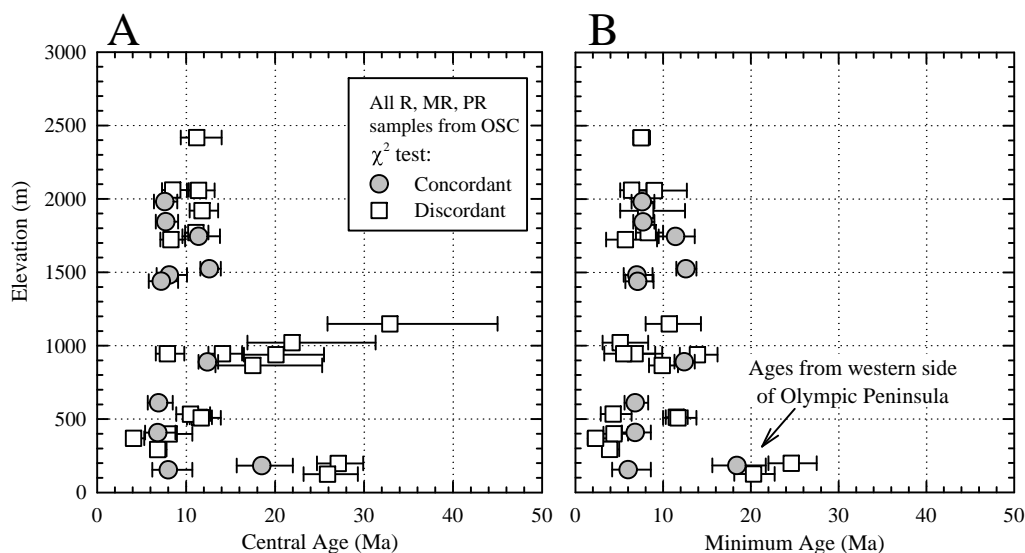 A
B
3000
2500
2000
1500
1000
500
0
Elevation (m)
All R, MR, PR
samples from OSC
χ² test:
Concordant
Discordant
0 10 20 30 40 50
Central Age (Ma)
Ages from western side
of Olympic Peninsula
0 10 20 30 40 50
Minimum Age (Ma)